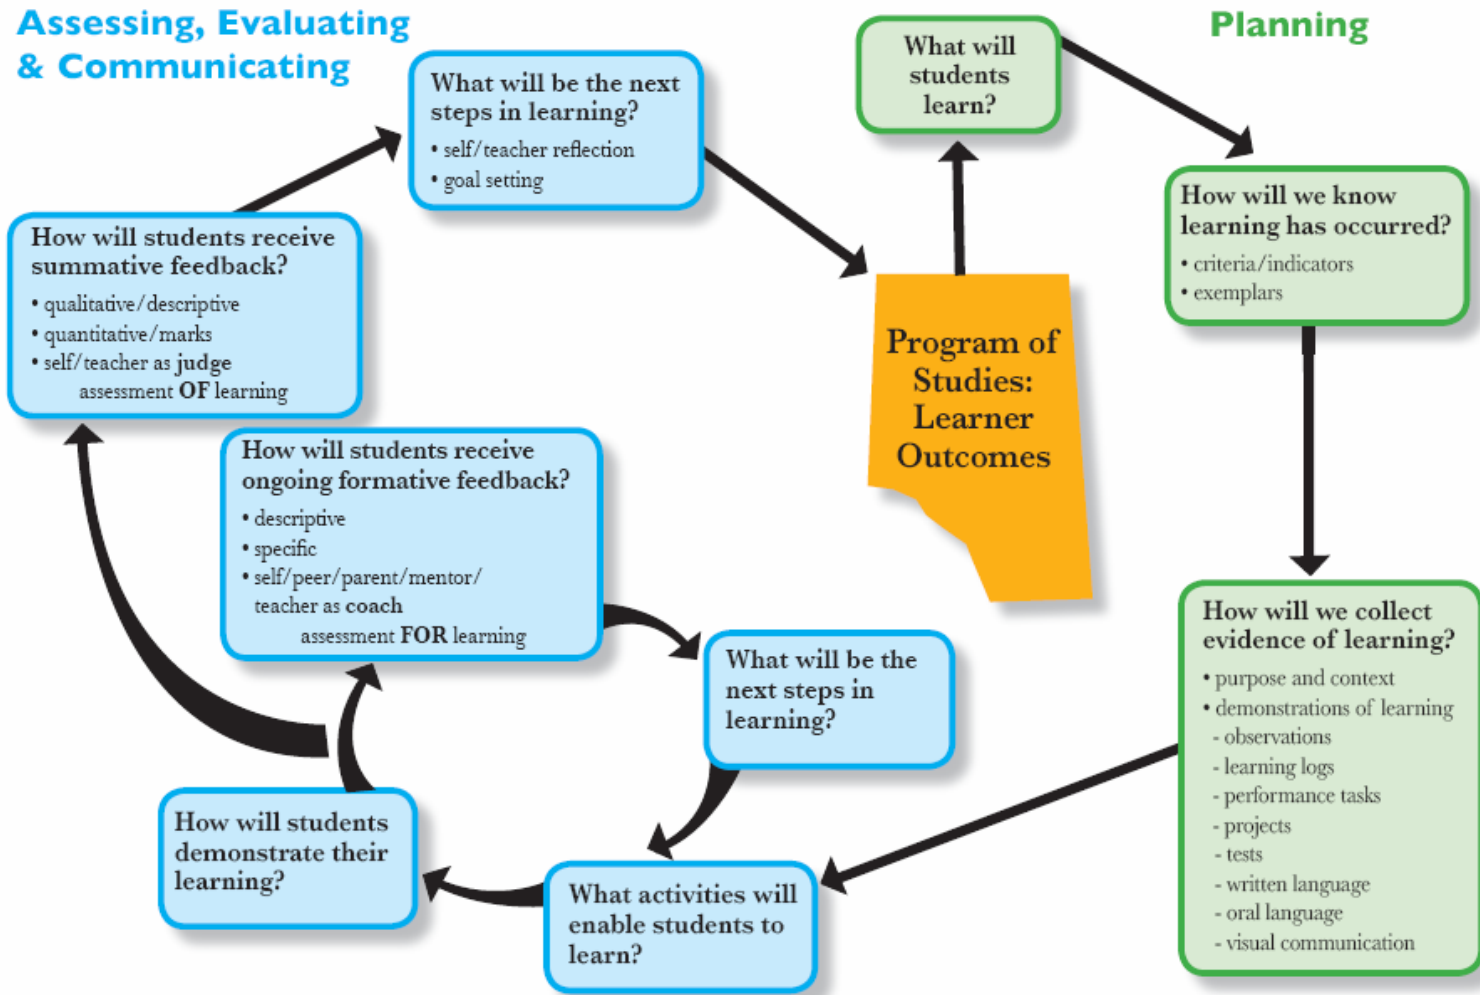 Assessing, Evaluating
& Communicating
Planning
What will
students
learn?
How will we know
learning has occurred?
• criteria/indicators
• exemplars
How will we collect
evidence of learning?
• purpose and context
• demonstrations of learning
- observations
- learning logs
- performance tasks
- projects
- tests
- written language
- oral language
- visual communication
What activities will
enable students to
learn?
How will students
demonstrate their
learning?
How will students receive
ongoing formative feedback?
• descriptive
• specific
• self/peer/parent/mentor/
teacher as coach
assessment FOR learning
What will be the
next steps in
learning?
How will students receive
summative feedback?
• qualitative/descriptive
• quantitative/marks
• self/teacher as judge
assessment OF learning
What will be the next
steps in learning?
• self/teacher reflection
• goal setting
Program of
Studies:
Learner
Outcomes